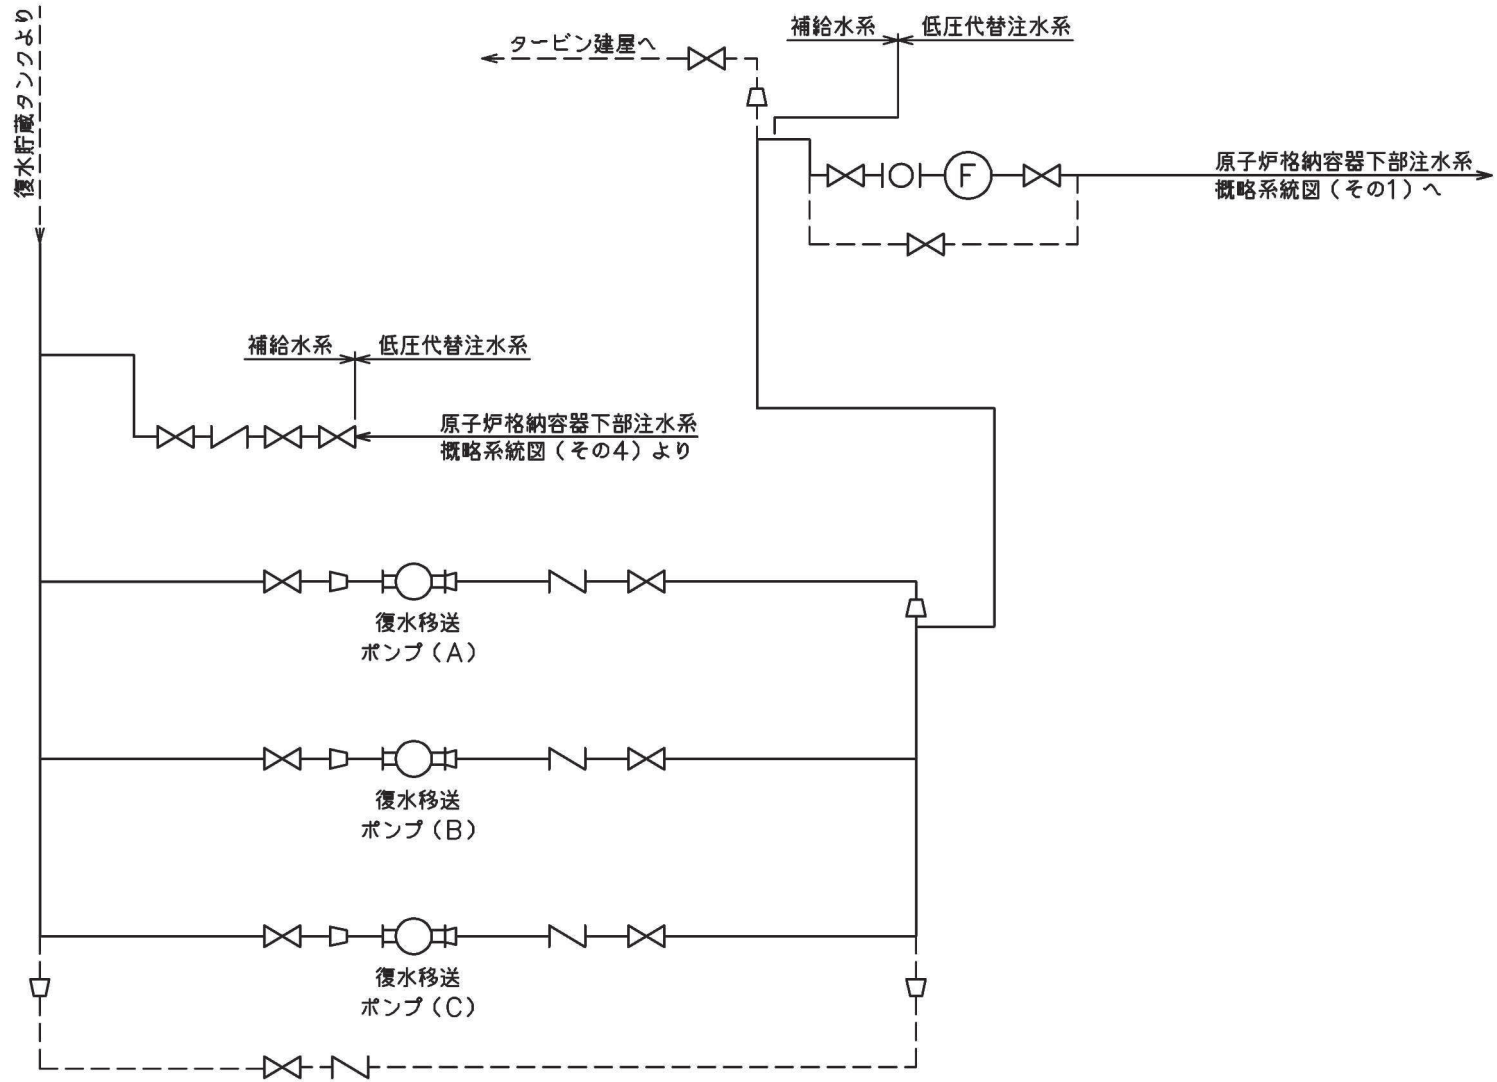 復水貯蔵タンクより
タービン建屋へ
補給水系
低圧代替注水系
F
原子炉格納容器下部注水系
概略系統図(その1)へ
補給水系
低圧代替注水系
原子炉格納容器下部注水系
概略系統図(その4)より
復水移送
ポンプ(A)
復水移送
ポンプ(B)
復水移送
ポンプ(C)